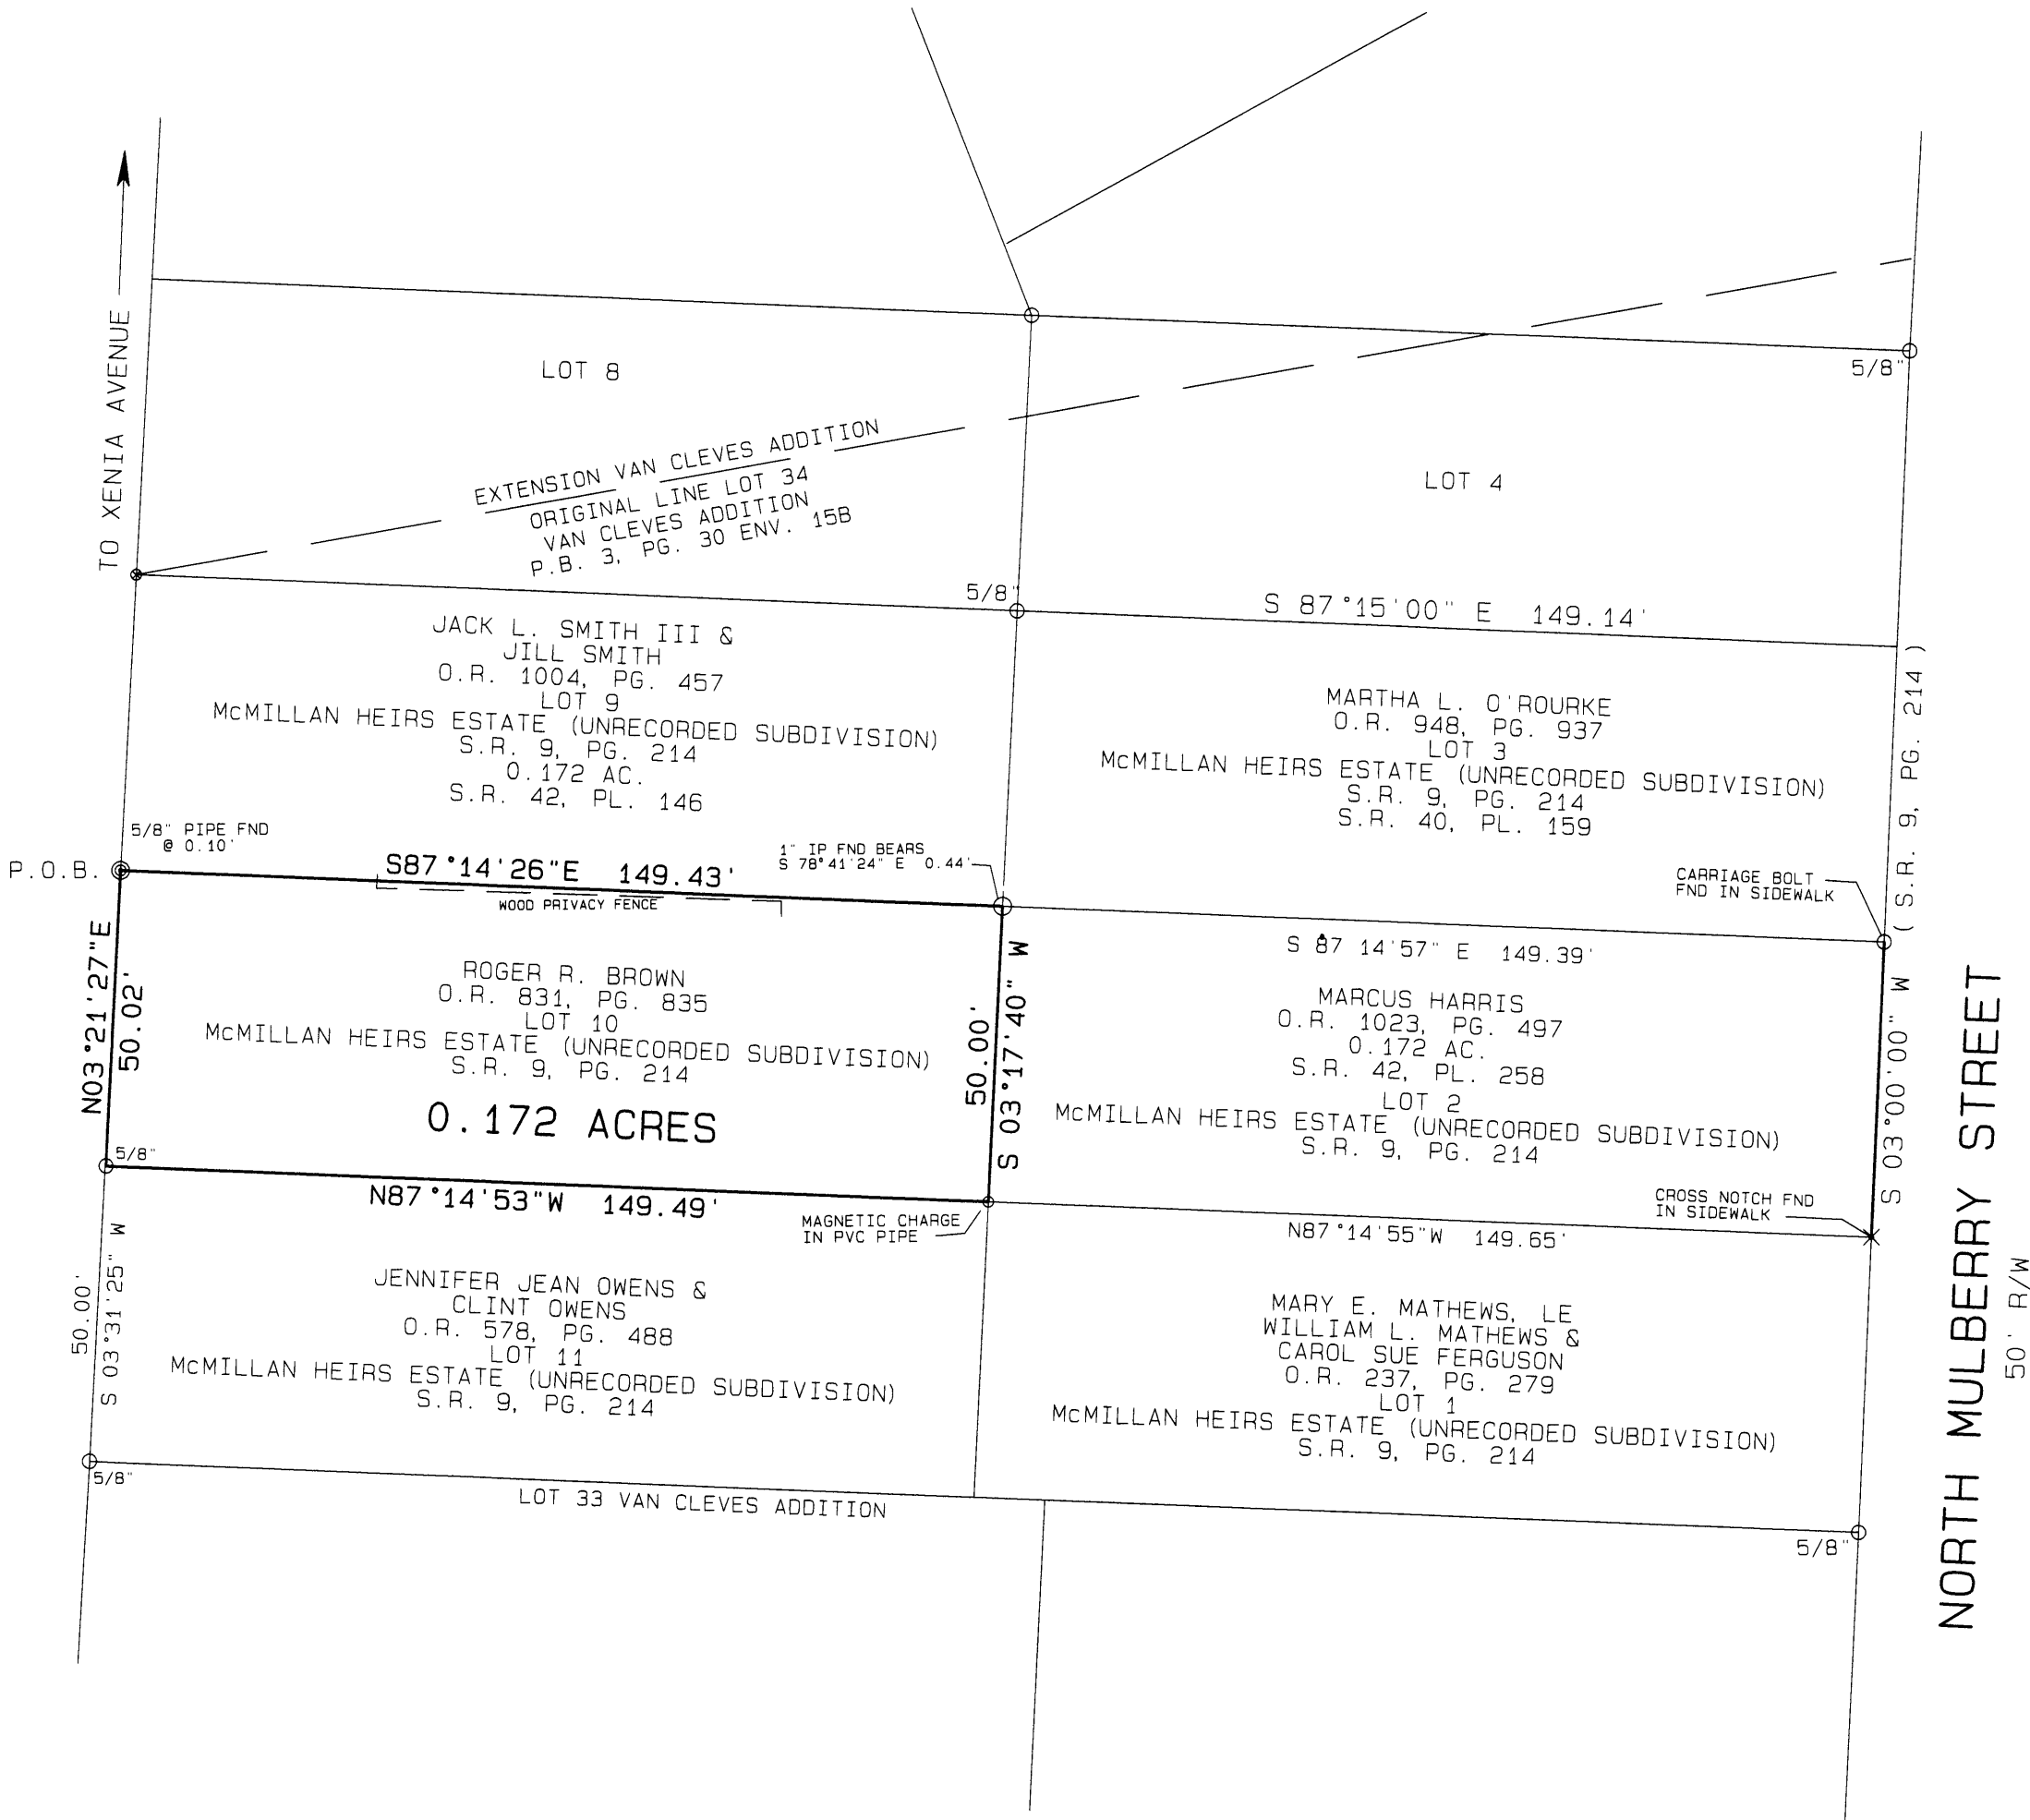 TO XENIA AVENUE
LOT 8
EXTENSION VAN CLEVES ADDITION
ORIGINAL LINE LOT 34
VAN CLEVES ADDITION
P.B. 3, PG. 30 ENV. 15B
5/8"
LOT 4
5/8"
S 87°15'00" E 149.14'
JACK L. SMITH III &
JILL SMITH
O.R. 1004, PG. 457
LOT 9
McMILLAN HEIRS ESTATE (UNRECORDED SUBDIVISION)
S.R. 9, PG. 214
0.172 AC.
S.R. 42, PL. 146
MARTHA L. O'ROURKE
O.R. 948, PG. 937
LOT 3
McMILLAN HEIRS ESTATE (UNRECORDED SUBDIVISION)
S.R. 9, PG. 214
S.R. 40, PL. 159
( S.R. 9, PG. 214 )
5/8" PIPE FND
@ 0.10'
P.O.B.
S87°14'26"E 149.43'
WOOD PRIVACY FENCE
1" IP FND BEARS
S 78°41'24" E 0.44'
CARRIAGE BOLT
FND IN SIDEWALK
N03°21'27"E
50.02'
ROGER R. BROWN
O.R. 831, PG. 835
LOT 10
McMILLAN HEIRS ESTATE (UNRECORDED SUBDIVISION)
S.R. 9, PG. 214
0.172 ACRES
50.00'
S 03°17'40" W
S 87°14'57" E 149.39'
MARCUS HARRIS
O.R. 1023, PG. 497
0.172 AC.
S.R. 42, PL. 258
LOT 2
McMILLAN HEIRS ESTATE (UNRECORDED SUBDIVISION)
S.R. 9, PG. 214
S 03°00'00" W
5/8"
N87°14'53"W 149.49'
MAGNETIC CHARGE
IN PVC PIPE
CROSS NOTCH FND
IN SIDEWALK
N87°14'55"W 149.65'
50.00'
S 03°31'25" W
JENNIFER JEAN OWENS &
CLINT OWENS
O.R. 578, PG. 488
LOT 11
McMILLAN HEIRS ESTATE (UNRECORDED SUBDIVISION)
S.R. 9, PG. 214
MARY E. MATHEWS, LE
WILLIAM L. MATHEWS &
CAROL SUE FERGUSON
O.R. 237, PG. 279
LOT 1
McMILLAN HEIRS ESTATE (UNRECORDED SUBDIVISION)
S.R. 9, PG. 214
5/8"
LOT 33 VAN CLEVES ADDITION
5/8"
NORTH MULBERRY STREET
50' R/W